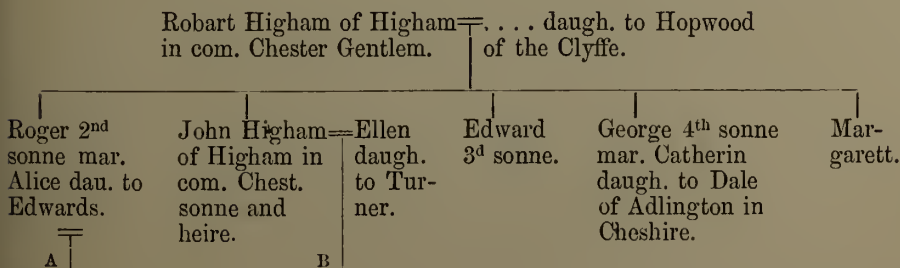 Robart Higham of Higham=. . . . daugh. to Hopwood
in com. Chester Gentlem. of the Clyffe.
Roger 2nd
sonne mar.
Alice dau. to
Edwards.
A
John Higham=Ellen
of Higham in daugh.
com. Chest. to Tur-
sonne and ner.
heire.
B
Edward
3d sonne.
George 4th sonne
mar. Catherin
daugh. to Dale
of Adlington in
Cheshire.
Mar-
garett.